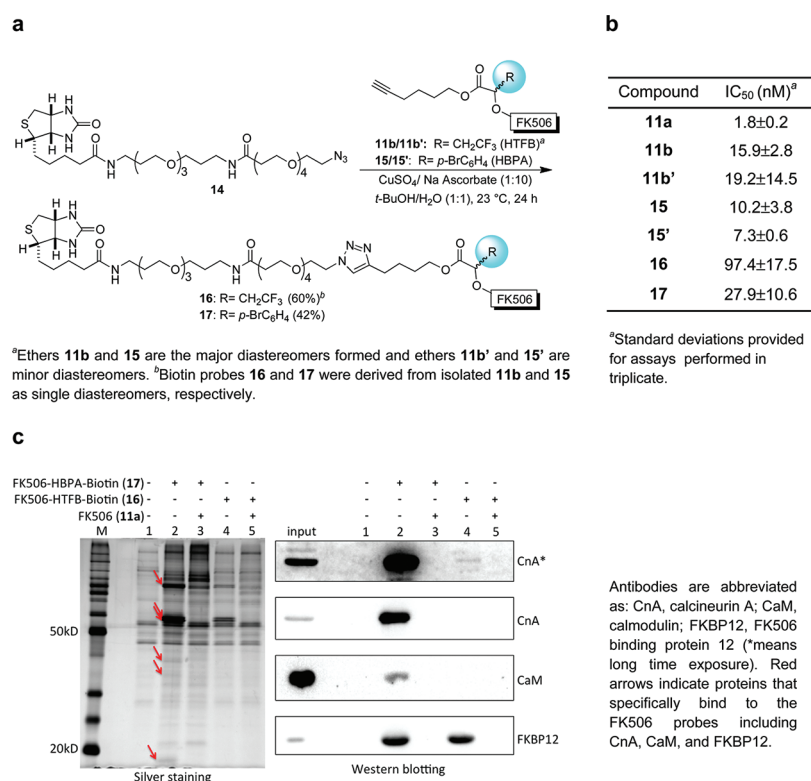 a
b
R
O
O
O
FK506
11b/11b': R= CH2CF3 (HTFB)a
15/15': R= p-BrC6H4 (HBPA)
CuSO4/ Na Ascorbate (1:10)
t-BuOH/H2O (1:1), 23 °C, 24 h
H
HN
S
O
NH
H
O
N
H
O
3
N
H
O
O
4
N3
14
H
HN
S
O
NH
H
O
N
H
O
3
N
H
O
O
4
N
N=N
O
O
O
R
FK506
16: R= CH2CF3 (60%)b
17: R= p-BrC6H4 (42%)
aEthers 11b and 15 are the major diastereomers formed and ethers 11b' and 15' are
minor diastereomers. bBiotin probes 16 and 17 were derived from isolated 11b and 15
as single diastereomers, respectively.
Compound IC50 (nM)a
11a 1.8±0.2
11b 15.9±2.8
11b' 19.2±14.5
15 10.2±3.8
15' 7.3±0.6
16 97.4±17.5
17 27.9±10.6
aStandard deviations provided
for assays performed in
triplicate.
c
FK506-HBPA-Biotin (17) - + + - - - + + - -
FK506-HTFB-Biotin (16) - - - + + - - - + +
FK506 (11a) - - + - + - - + - +
M 1 2 3 4 5 input 1 2 3 4 5
CnA*
CnA
CaM
FKBP12
50kD
20kD
Silver staining
Western blotting
Antibodies are abbreviated
as: CnA, calcineurin A; CaM,
calmodulin; FKBP12, FK506
binding protein 12 (*means
long time exposure). Red
arrows indicate proteins that
specifically bind to the
FK506 probes including
CnA, CaM, and FKBP12.